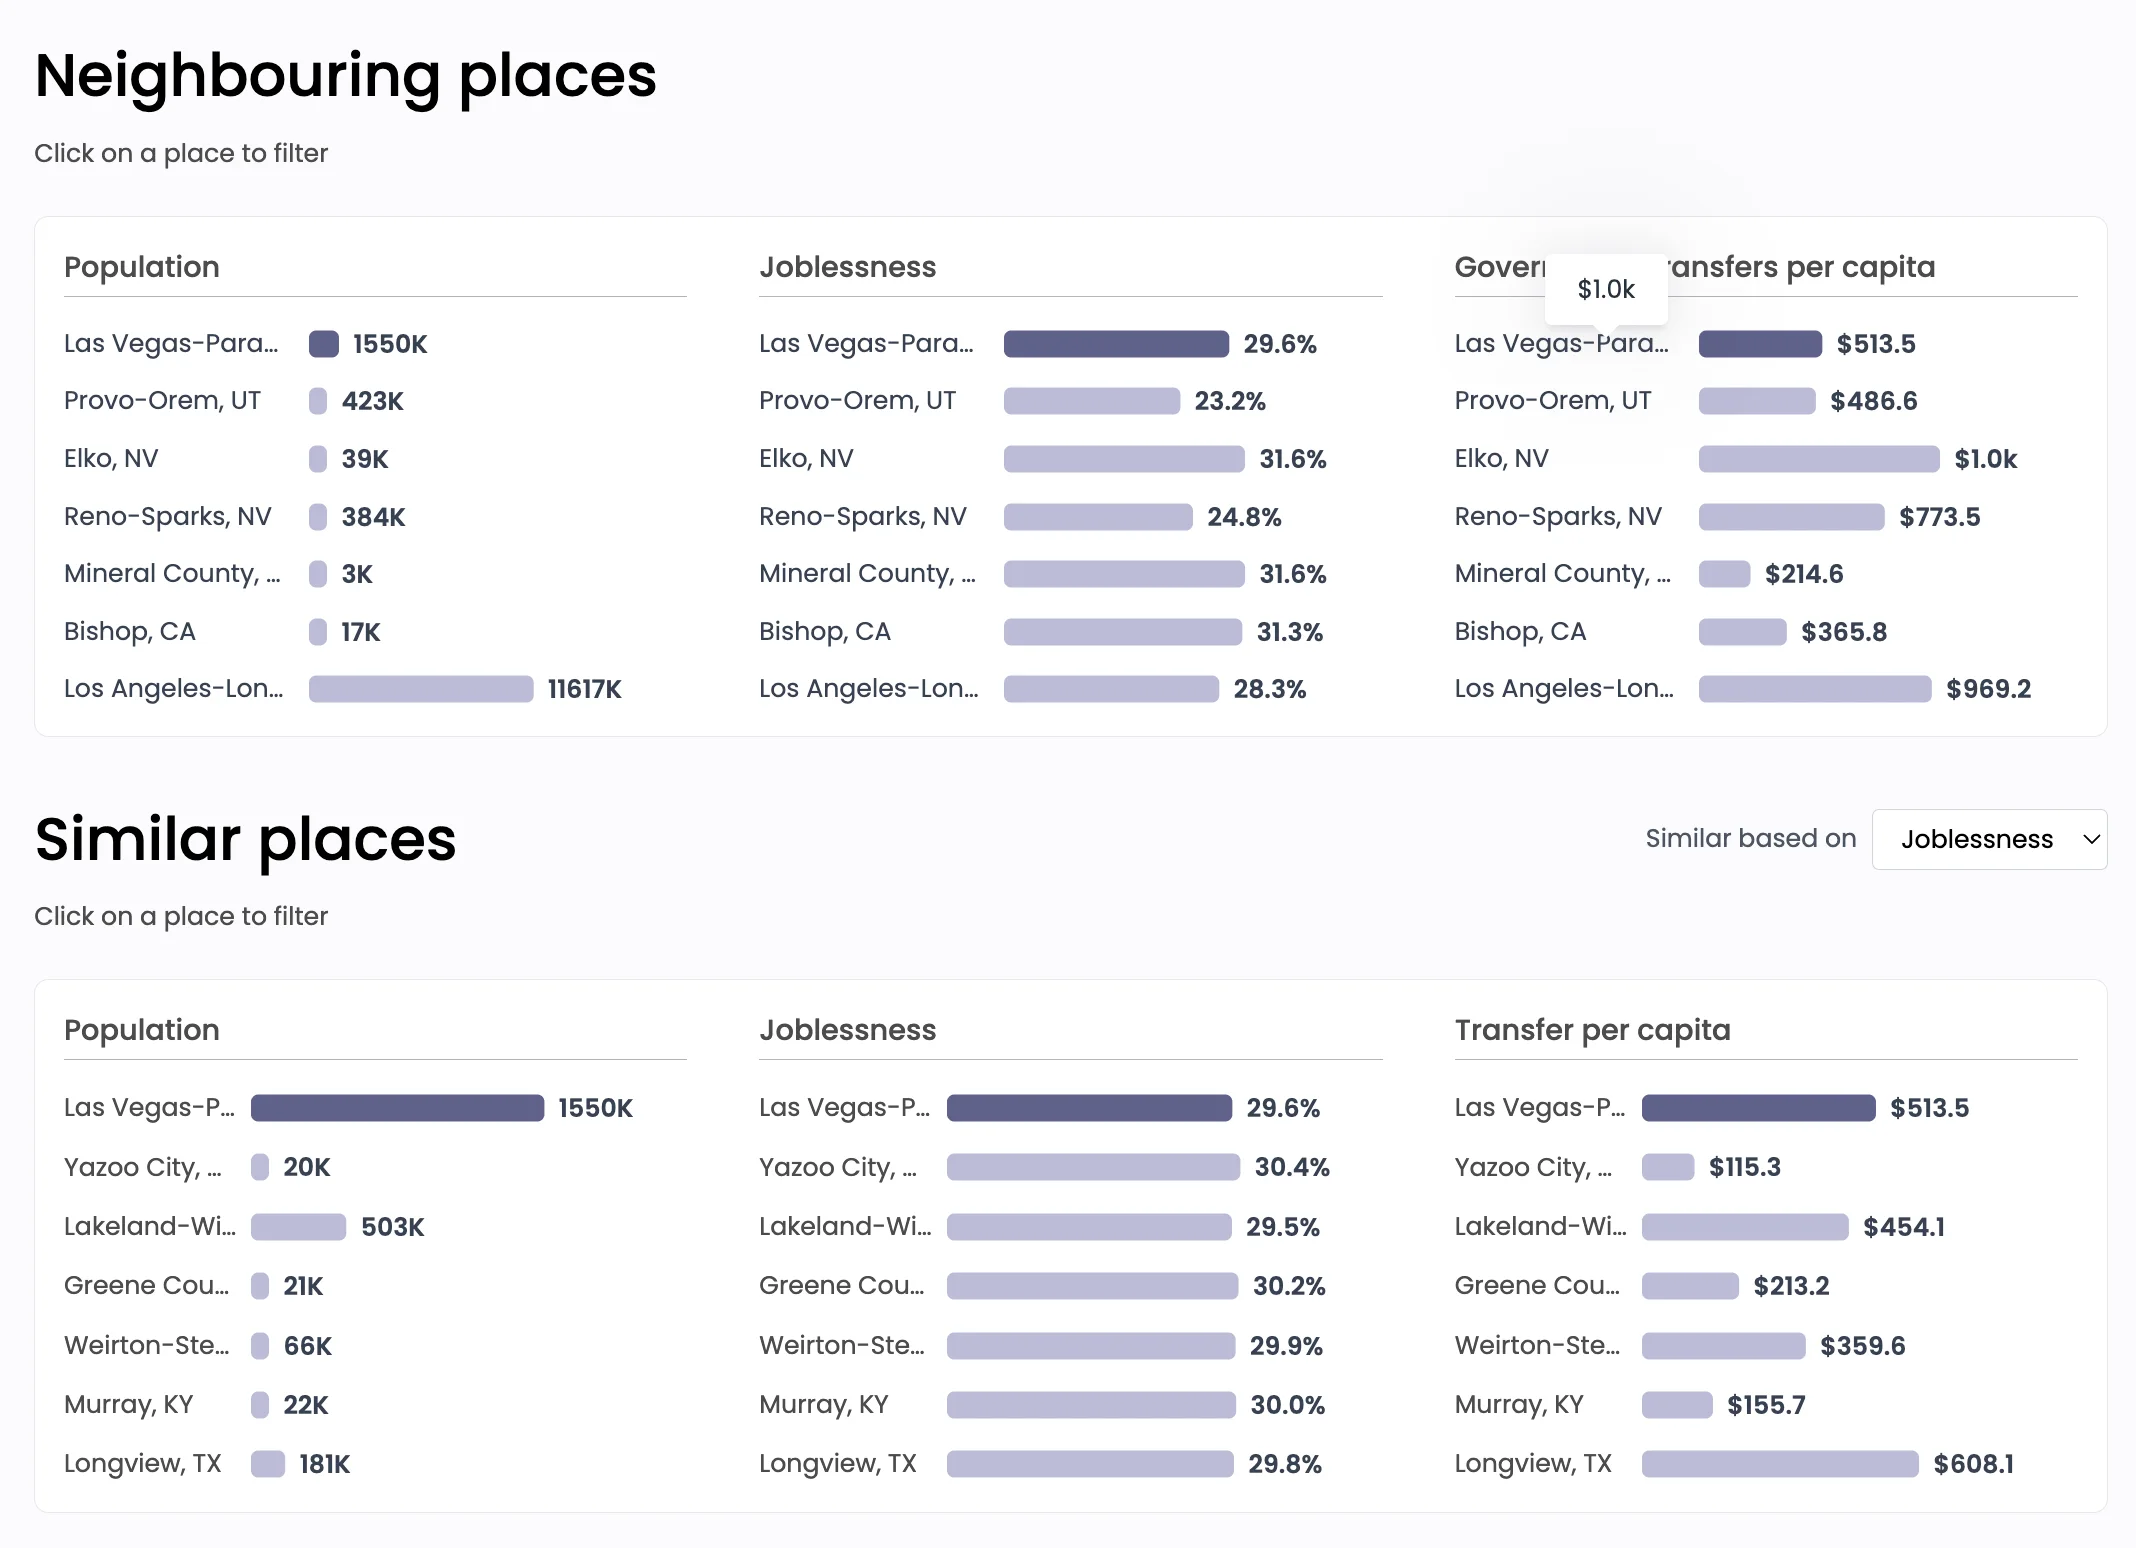 Neighbouring places
Click on a place to filter
Population
Las Vegas-Para... 1550K
Provo-Orem, UT 423K
Elko, NV 39K
Reno-Sparks, NV 384K
Mineral County, ... 3K
Bishop, CA 17K
Los Angeles-Lon... 11617K
Joblessness
Las Vegas-Para... 29.6%
Provo-Orem, UT 23.2%
Elko, NV 31.6%
Reno-Sparks, NV 24.8%
Mineral County, ... 31.6%
Bishop, CA 31.3%
Los Angeles-Lon... 28.3%
$1.0k
per capita
Las Vegas-Para... $513.5
Provo-Orem, UT $486.6
Elko, NV $1.0k
Reno-Sparks, NV $773.5
Mineral County, ... $214.6
Bishop, CA $365.8
Los Angeles-Lon... $969.2
Similar places
Similar based on Joblessness
Click on a place to filter
Population
Las Vegas-P... 1550K
Yazoo City, ... 20K
Lakeland-Wi... 503K
Greene Cou... 21K
Weirton-Ste... 66K
Murray, KY 22K
Longview, TX 181K
Joblessness
Las Vegas-P... 29.6%
Yazoo City, ... 30.4%
Lakeland-Wi... 29.5%
Greene Cou... 30.2%
Weirton-Ste... 29.9%
Murray, KY 30.0%
Longview, TX 29.8%
Transfer per capita
Las Vegas-P... $513.5
Yazoo City, ... $115.3
Lakeland-Wi... $454.1
Greene Cou... $213.2
Weirton-Ste... $359.6
Murray, KY $155.7
Longview, TX $608.1